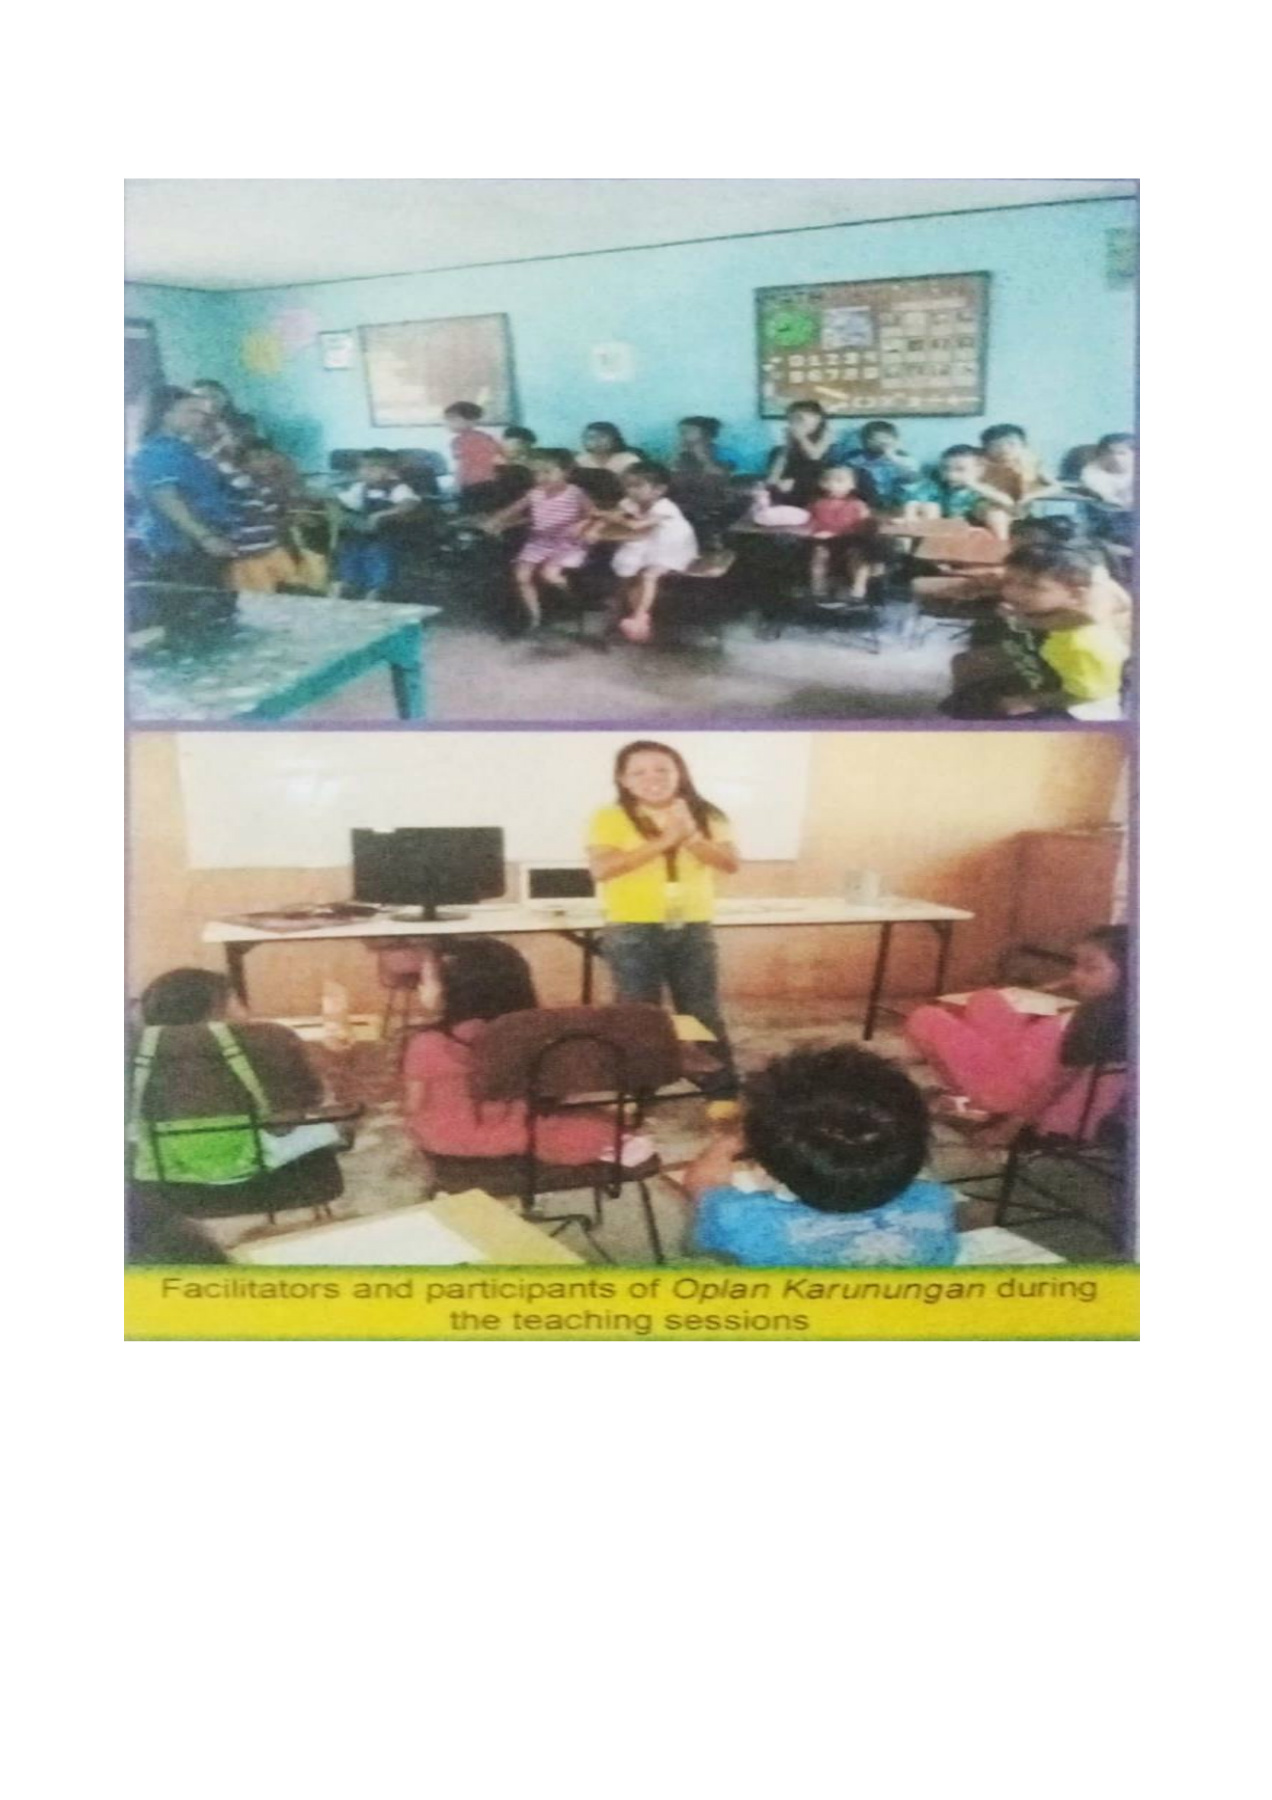 Facilitators and participants of Oplan Karunungan during
the teaching sessions